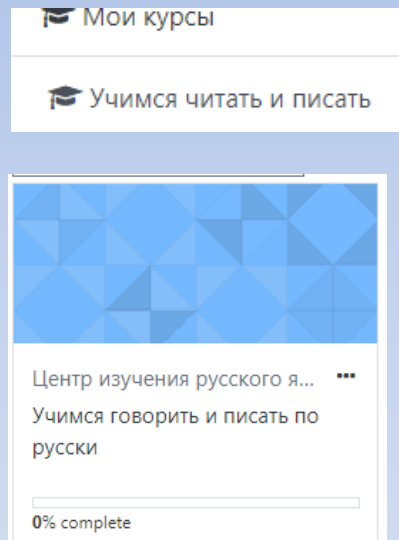 Мои курсы
Учимся читать и писать
Центр изучения русского я...
Учимся говорить и писать по
русски
0% complete